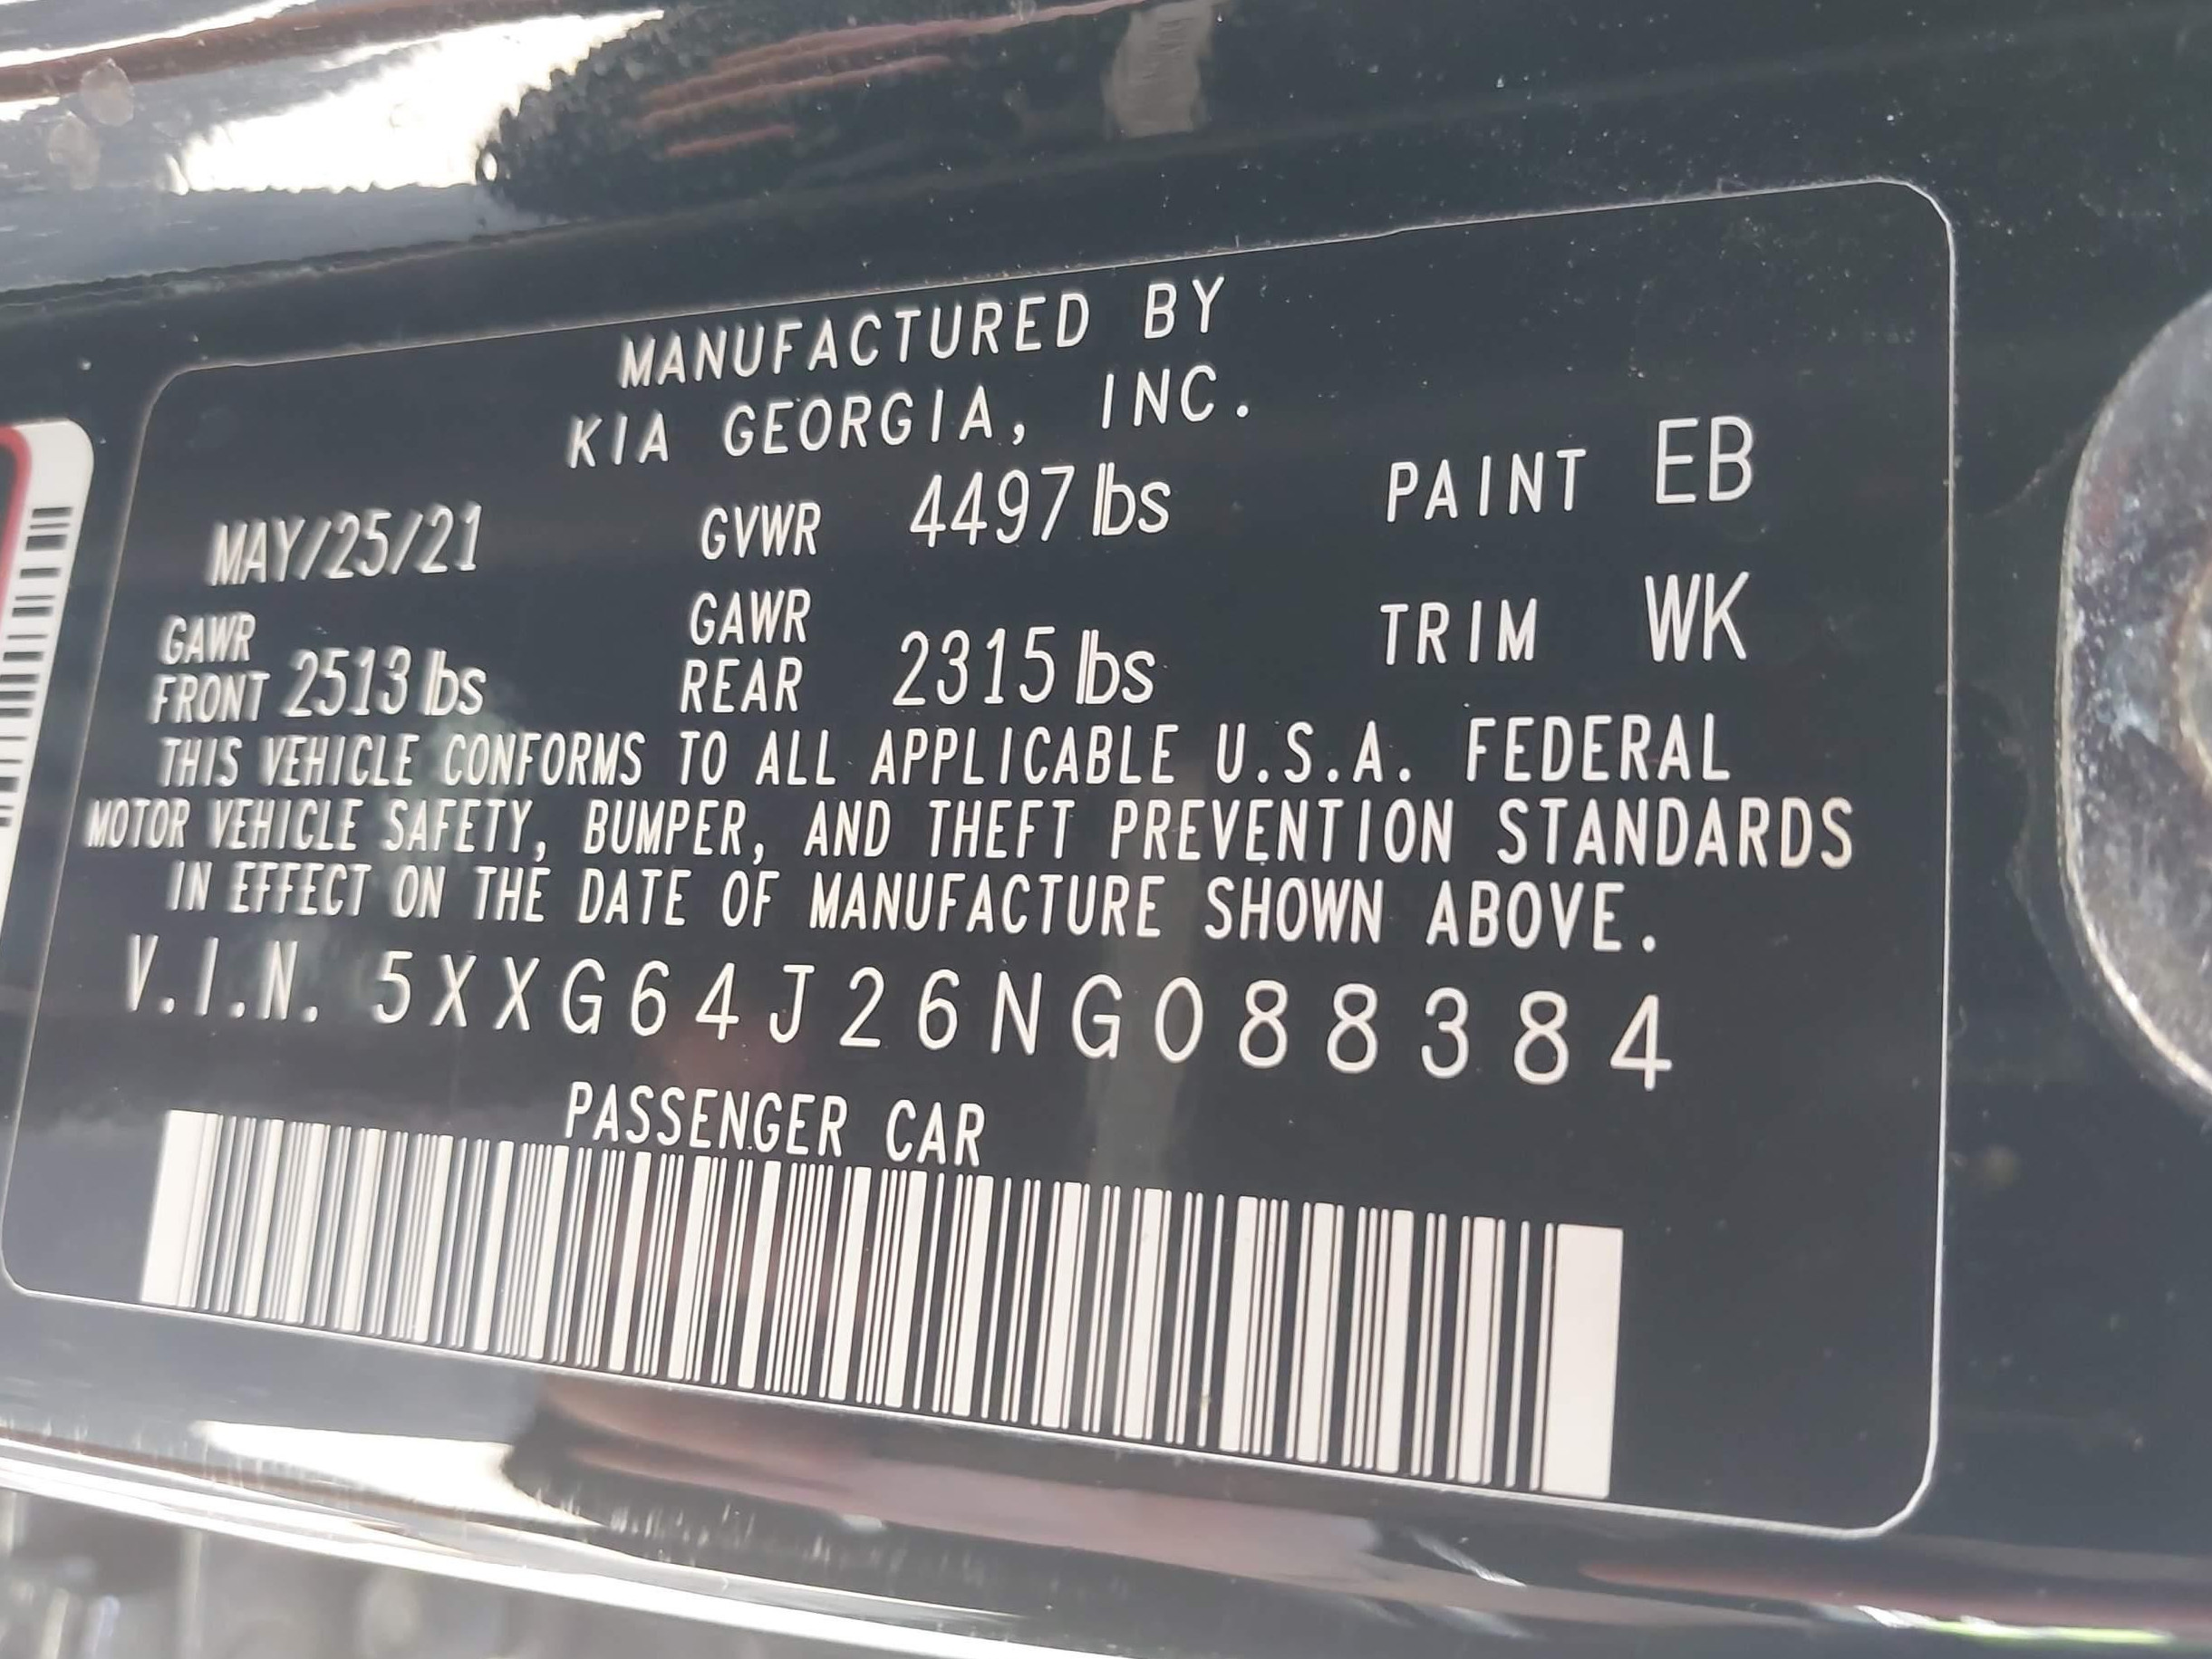 MANUFACTURED BY
KIA GEORGIA, INC.
MAY/25/21 GVWR 4497 lbs PAINT EB
GAWR FRONT 2513 lbs GAWR REAR 2315 lbs TRIM WK
THIS VEHICLE CONFORMS TO ALL APPLICABLE U.S.A. FEDERAL
MOTOR VEHICLE SAFETY, BUMPER, AND THEFT PREVENTION STANDARDS
IN EFFECT ON THE DATE OF MANUFACTURE SHOWN ABOVE.
V.I.N. 5XXG64J26NG088384
PASSENGER CAR